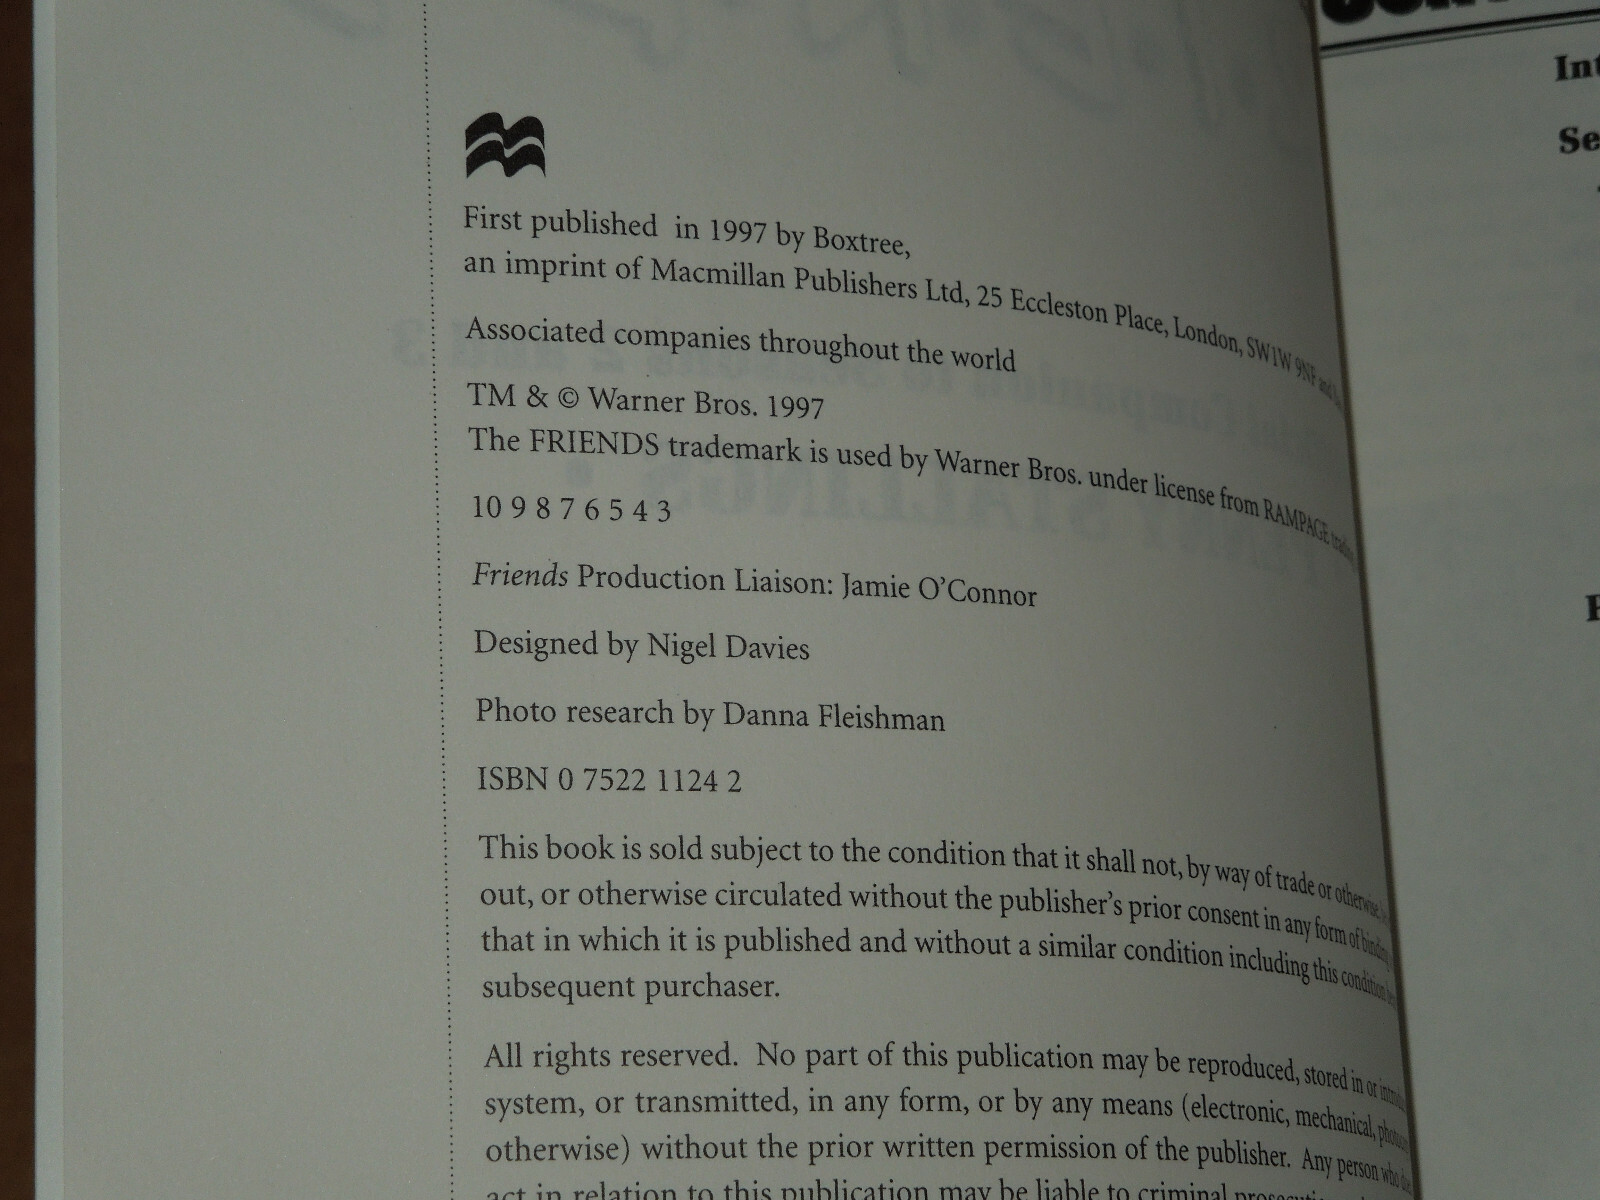 First published in 1997 by Boxtree,
an imprint of Macmillan Publishers Ltd, 25 Eccleston Place, London, SW1W 9NF and
Associated companies throughout the world
TM & © Warner Bros. 1997
The FRIENDS trademark is used by Warner Bros. under license from RAMPAGE
10 9 8 7 6 5 4 3
Friends Production Liaison: Jamie O'Connor
Designed by Nigel Davies
Photo research by Danna Fleishman
ISBN 0 7522 1124 2
This book is sold subject to the condition that it shall not, by way of trade or otherwise
out, or otherwise circulated without the publisher's prior consent in any form of binding
that in which it is published and without a similar condition including this condition
subsequent purchaser.
All rights reserved. No part of this publication may be reproduced, stored in or
system, or transmitted, in any form, or by any means (electronic, mechanical,
otherwise) without the prior written permission of the publisher. Any person who
act in relation to this publication may be liable to criminal
Int
Se